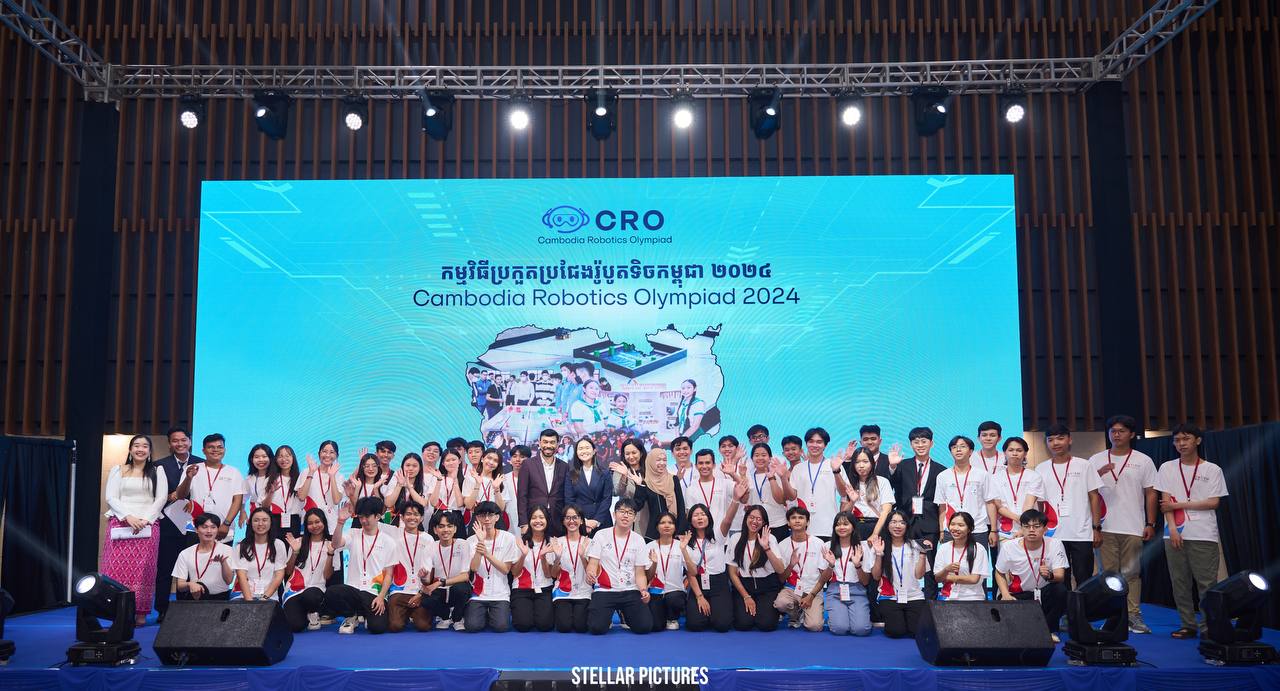 CRO
Cambodia Robotics Olympiad
កម្មវិធីប្រកួតប្រជែងរ៉ូបូតទិចកម្ពុជា ២០២៤
Cambodia Robotics Olympiad 2024
STELLAR PICTURES